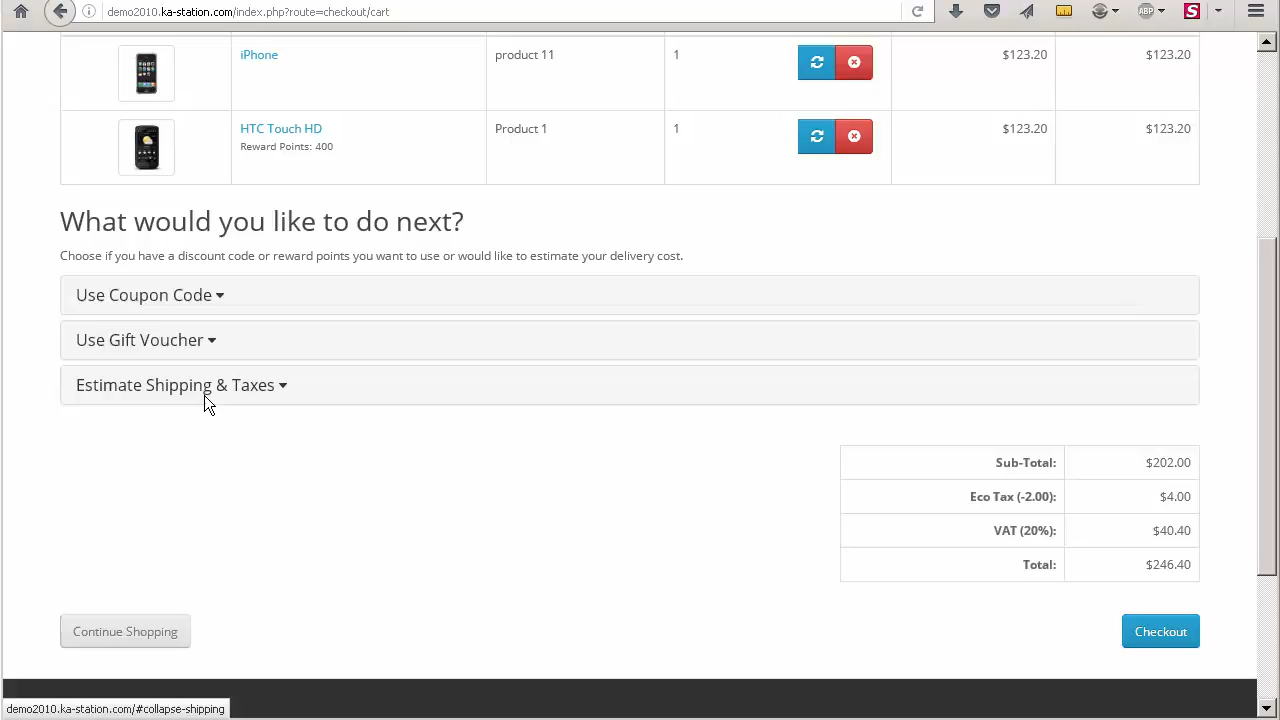 demo2010.ka-station.com/index.php?route=checkout/cart
ABP
S
iPhone product 11 1 $123.20 $123.20
HTC Touch HD Product 1 1 $123.20 $123.20
Reward Points: 400
What would you like to do next?
Choose if you have a discount code or reward points you want to use or would like to estimate your delivery cost.
Use Coupon Code
Use Gift Voucher
Estimate Shipping & Taxes
Sub-Total: $202.00
Eco Tax (-2.00): $4.00
VAT (20%): $40.40
Total: $246.40
Continue Shopping Checkout
demo2010.ka-station.com/#collapse-shipping